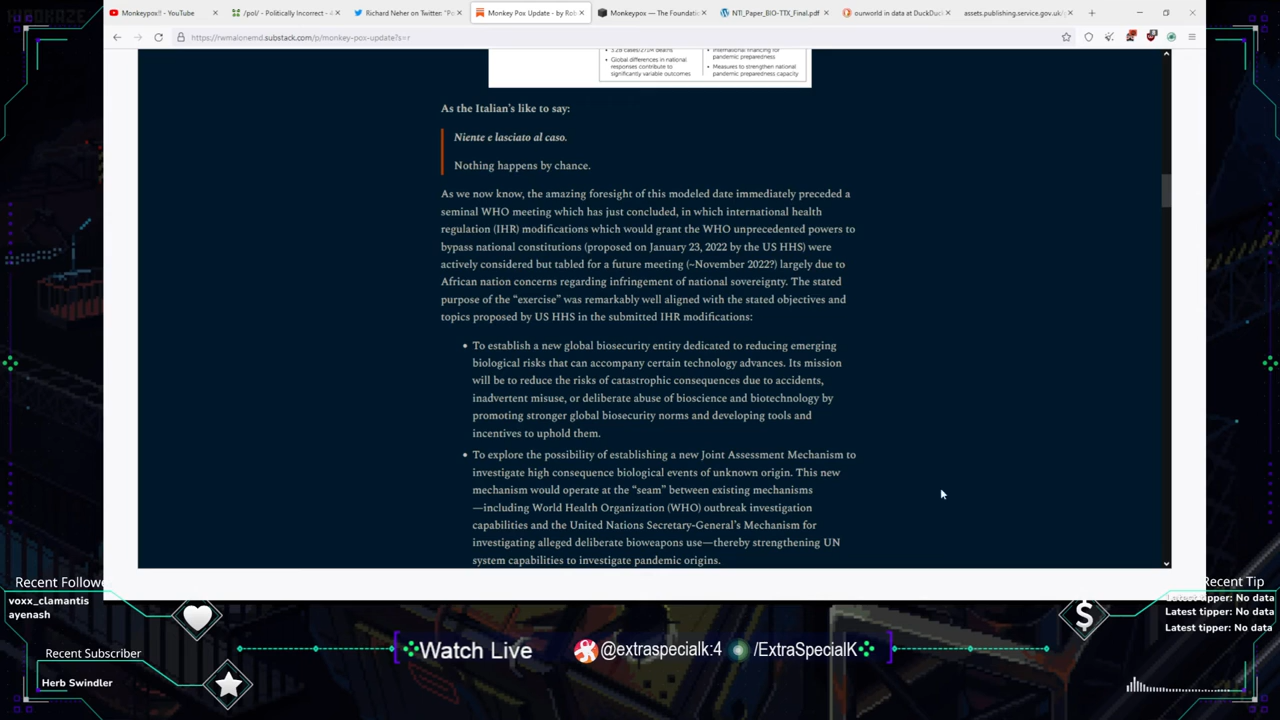 Monkeypox!! - YouTube
/pol/ - Politically Incorrect - 4
Richard Neher on Twitter: "Po
Monkey Pox Update - by Rob
Monkeypox — The Foundatio
NTI_Paper_BIO-TTX_Final.pdf
ourworld in data at DuckDuc
assets.publishing.service.gov.uk/
https://rwmalonemd.substack.com/p/monkey-pox-update?s=r
3.2B cases/271M deaths
Global differences in national
responses contribute to
significantly variable outcomes
International financing for
pandemic preparedness
Measures to strengthen national
pandemic preparedness capacity
As the Italian's like to say:
Niente e lasciato al caso.
Nothing happens by chance.
As we now know, the amazing foresight of this modeled date immediately preceded a
seminal WHO meeting which has just concluded, in which international health
regulation (IHR) modifications which would grant the WHO unprecedented powers to
bypass national constitutions (proposed on January 23, 2022 by the US HHS) were
actively considered but tabled for a future meeting (~November 2022?) largely due to
African nation concerns regarding infringement of national sovereignty. The stated
purpose of the “exercise” was remarkably well aligned with the stated objectives and
topics proposed by US HHS in the submitted IHR modifications:
• To establish a new global biosecurity entity dedicated to reducing emerging
biological risks that can accompany certain technology advances. Its mission
will be to reduce the risks of catastrophic consequences due to accidents,
inadvertent misuse, or deliberate abuse of bioscience and biotechnology by
promoting stronger global biosecurity norms and developing tools and
incentives to uphold them.
• To explore the possibility of establishing a new Joint Assessment Mechanism to
investigate high consequence biological events of unknown origin. This new
mechanism would operate at the “seam” between existing mechanisms
—including World Health Organization (WHO) outbreak investigation
capabilities and the United Nations Secretary-General’s Mechanism for
investigating alleged deliberate bioweapons use—thereby strengthening UN
system capabilities to investigate pandemic origins.
Recent Followe
voxx_clamantis
ayenash
Recent Subscriber
Herb Swindler
Watch Live
@extraspecialk:4
/ExtraSpecialK
Recent Tip
Latest tipper: No data
Latest tipper: No data
Latest tipper: No data